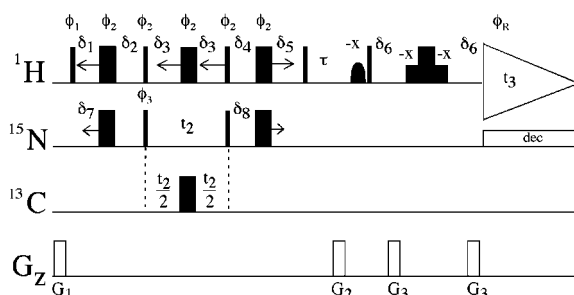 ϕ1 ϕ2 ϕ2 ϕ2 ϕ2 ϕ2 ϕR
δ1 δ2 δ3 δ3 δ4 δ5 -x δ6 -x -x δ6
1H τ t3
δ7 ϕ3 δ8
15N t2 dec
13C t2/2 t2/2
Gz
G1 G2 G3 G3